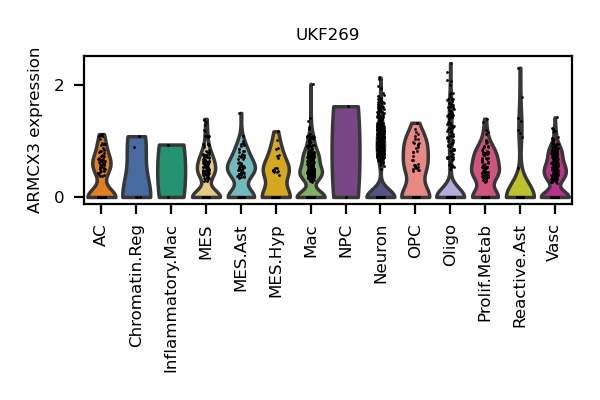 UKF269
ARMCX3 expression
2
0
AC
Chromatin.Reg
Inflammatory.Mac
MES
MES.Ast
MES.Hyp
Mac
NPC
Neuron
OPC
Oligo
Prolif.Metab
Reactive.Ast
Vasc